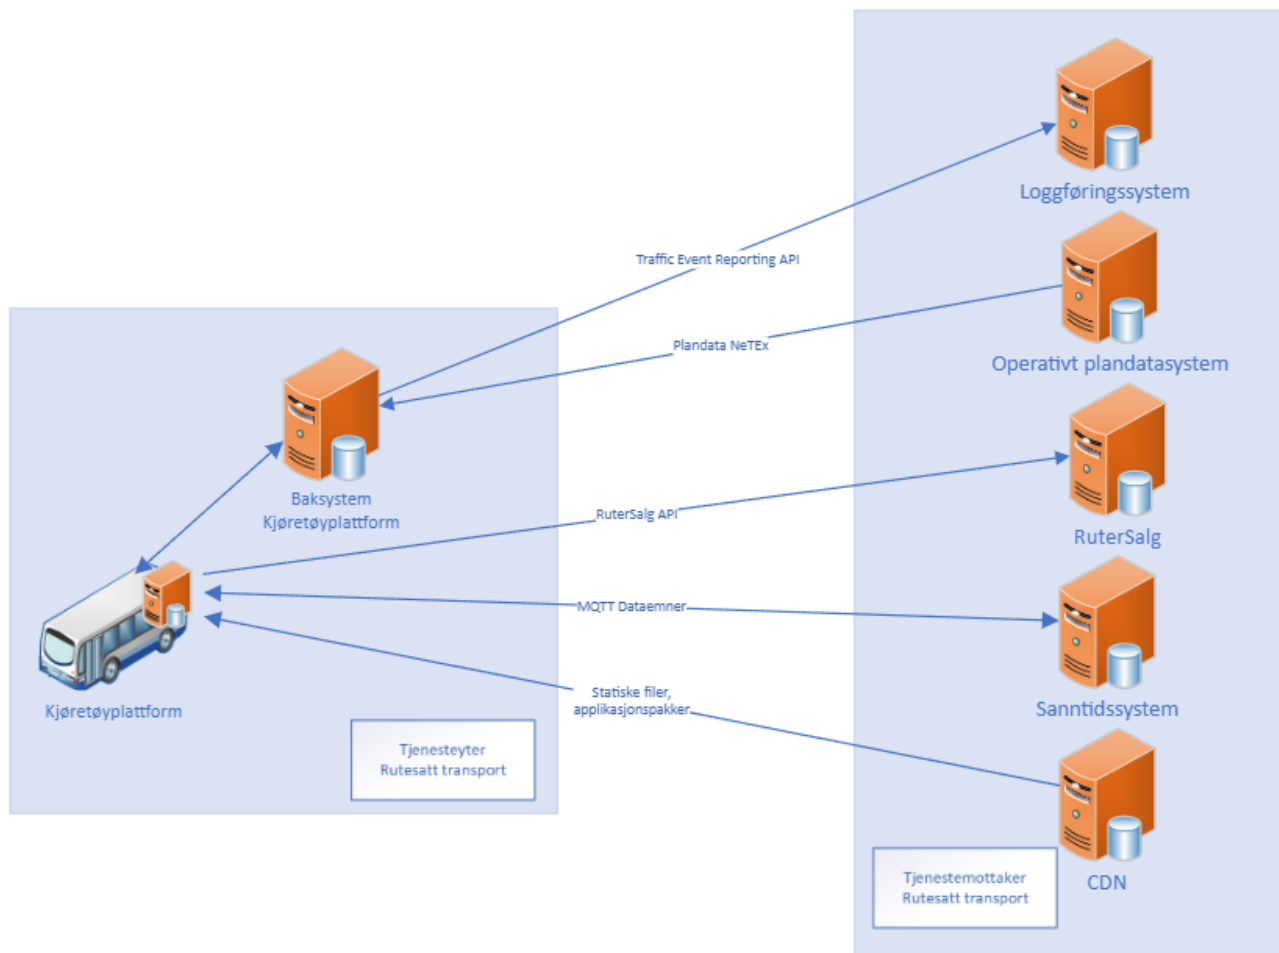 Loggføringssystem
Traffic Event Reporting API
Operativt plandatasystem
Plandata NeTEx
Baksystem
Kjøretøyplattform
RuterSalg API
RuterSalg
MQTT Dataemner
Kjøretøyplattform
Statiske filer,
applikasjonspakker
Sanntidssystem
Tjenesteyter
Rutesatt transport
Tjenestemottaker
Rutesatt transport
CDN